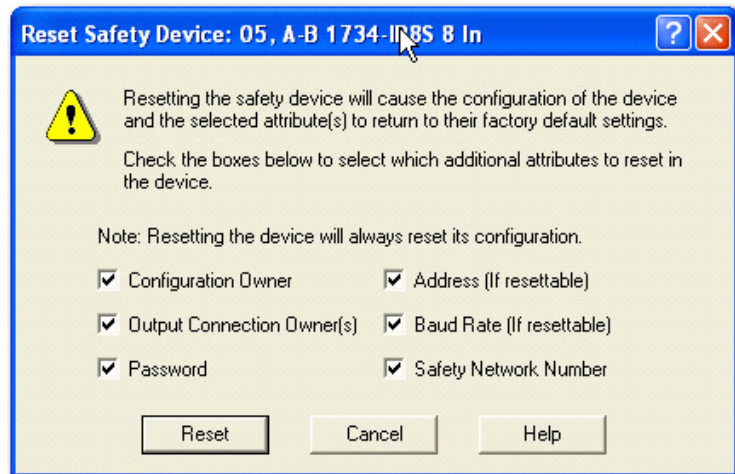 Reset Safety Device: 05, A-B 1734-IB8S 8 In
Resetting the safety device will cause the configuration of the device
and the selected attribute(s) to return to their factory default settings.
Check the boxes below to select which additional attributes to reset in
the device.
Note: Resetting the device will always reset its configuration.
Configuration Owner
Address (If resettable)
Output Connection Owner(s)
Baud Rate (If resettable)
Password
Safety Network Number
Reset
Cancel
Help